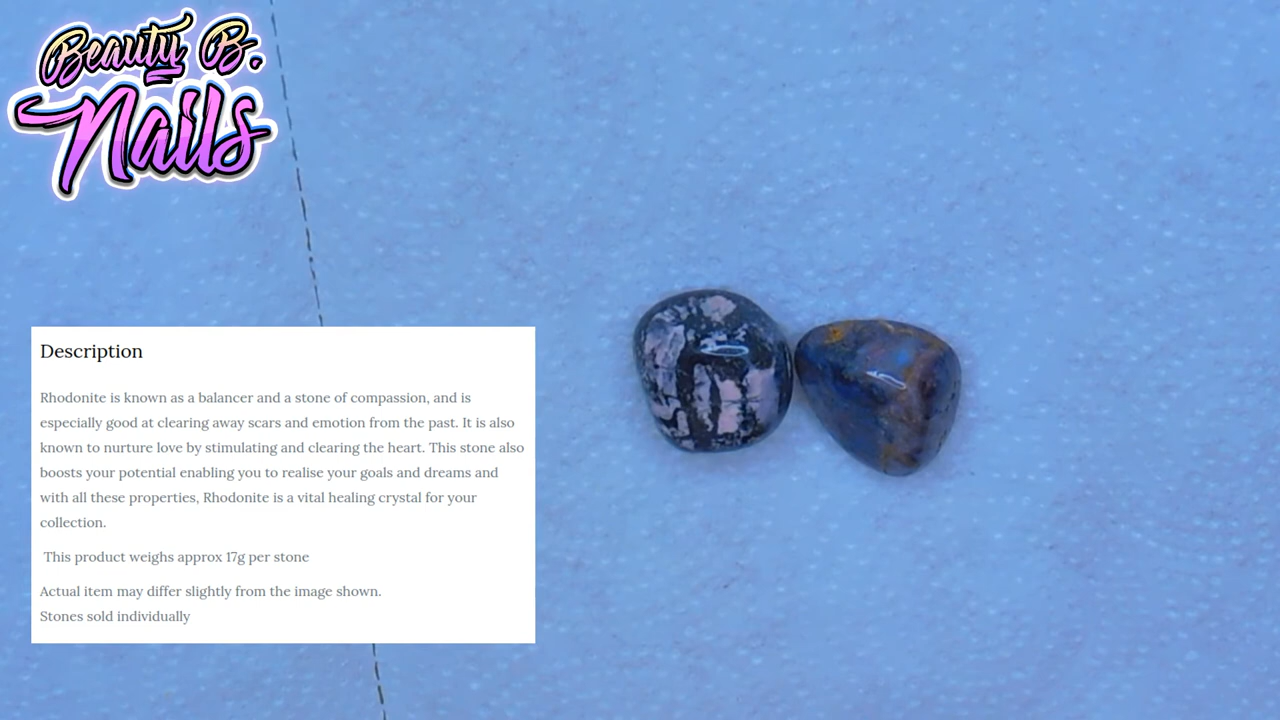 Beauty B.
Nails
Description
Rhodonite is known as a balancer and a stone of compassion, and is
especially good at clearing away scars and emotion from the past. It is also
known to nurture love by stimulating and clearing the heart. This stone also
boosts your potential enabling you to realise your goals and dreams and
with all these properties, Rhodonite is a vital healing crystal for your
collection.
This product weighs approx 17g per stone
Actual item may differ slightly from the image shown.
Stones sold individually